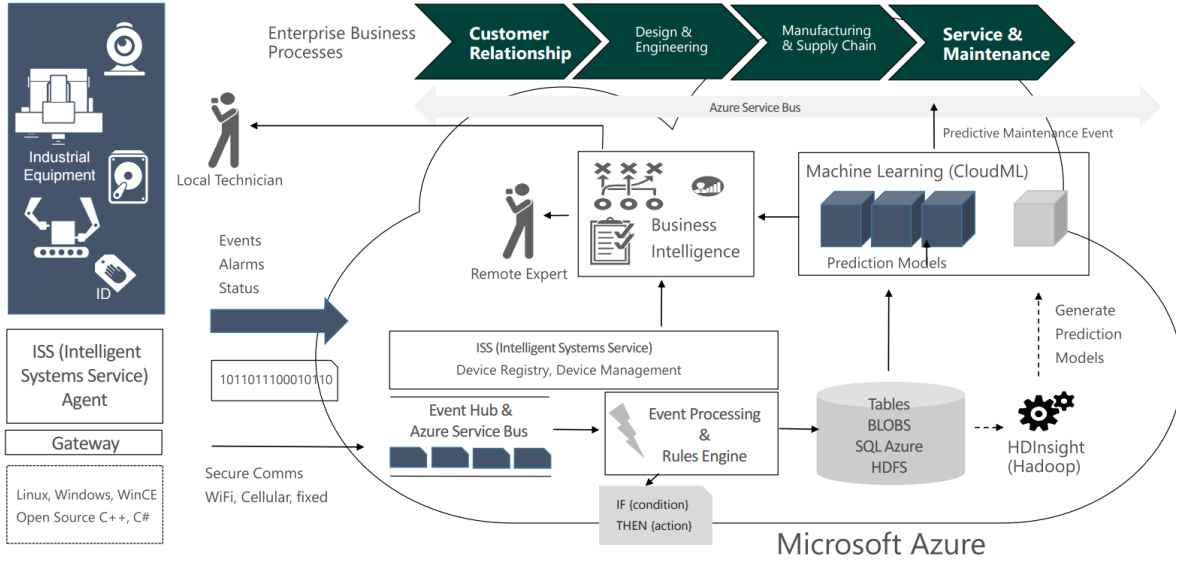 Enterprise Business
Processes
Customer
Relationship
Design &
Engineering
Manufacturing
& Supply Chain
Service &
Maintenance
Azure Service Bus
Industrial
Equipment
ID
Local Technician
Predictive Maintenance Event
Machine Learning (CloudML)
Prediction Models
Business
Intelligence
Remote Expert
Events
Alarms
Status
Generate
Prediction
Models
ISS (Intelligent
Systems Service)
Agent
ISS (Intelligent Systems Service)
Device Registry, Device Management
1011011100010110
Event Hub &
Azure Service Bus
Event Processing
&
Rules Engine
Tables
BLOBS
SQL Azure
HDFS
HDInsight
(Hadoop)
Gateway
Secure Comms
WiFi, Cellular, fixed
Linux, Windows, WinCE
Open Source C++, C#
IF {condition}
THEN {action}
Microsoft Azure